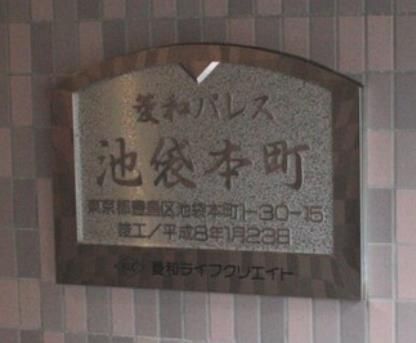 菱和パレス
池袋本町
東京都豊島区池袋本町1-30-15
竣工/平成8年1月23日
菱和ライフクリエイト